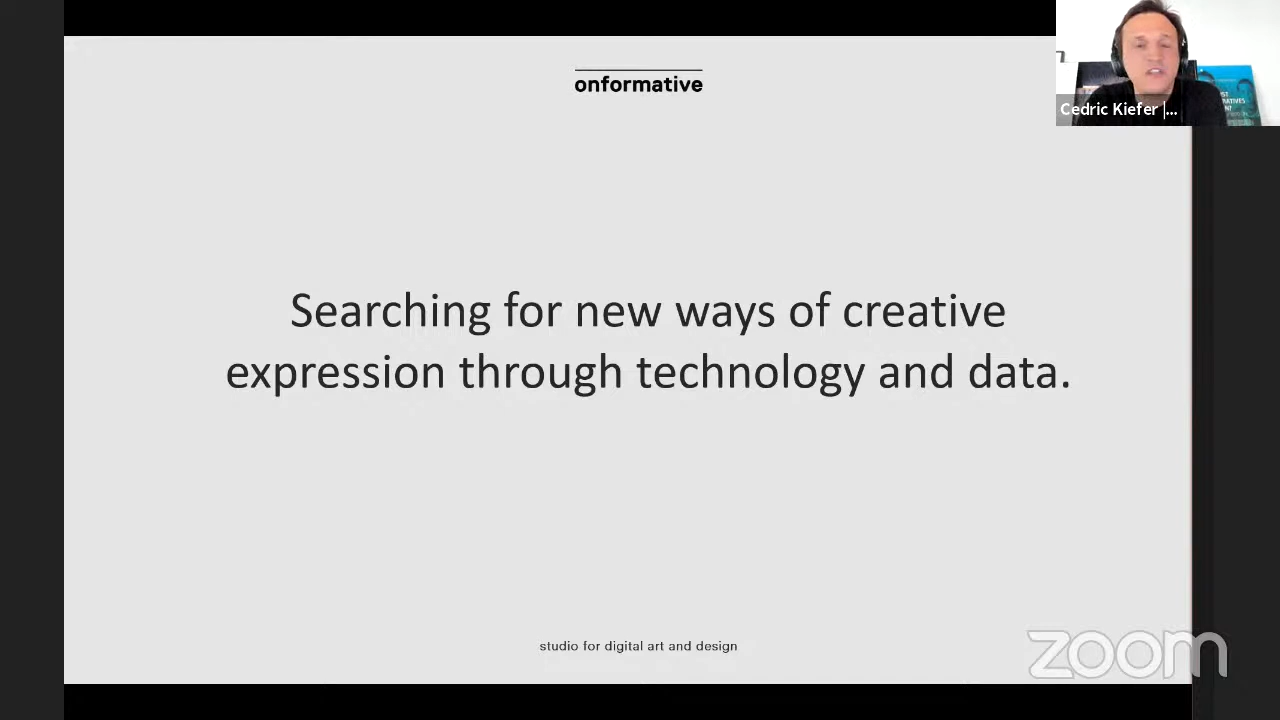 onformative
Cedric Kiefer |...
Searching for new ways of creative
expression through technology and data.
studio for digital art and design
zoom